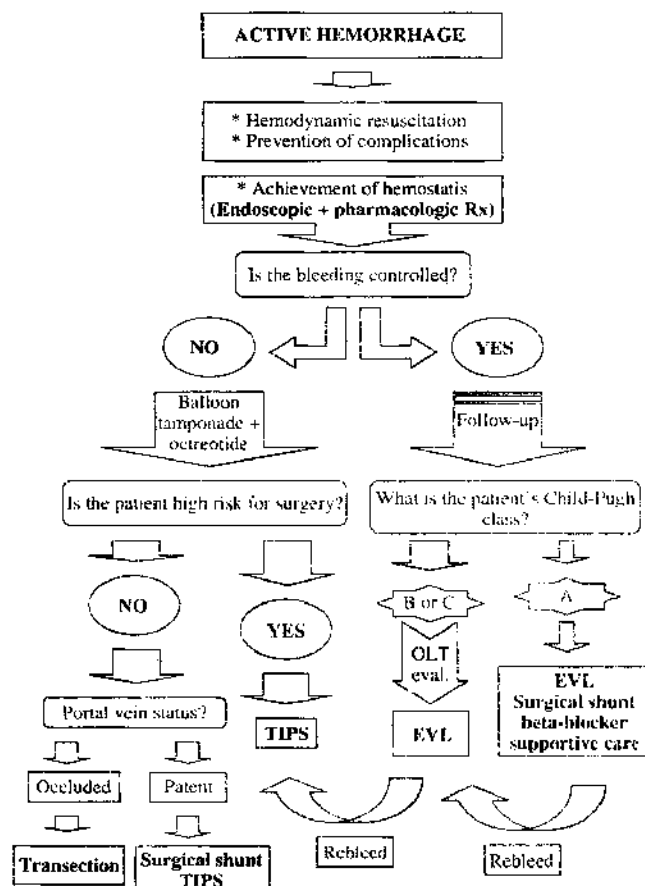 ACTIVE HEMORRHAGE
* Hemodynamic resuscitation
* Prevention of complications
* Achievement of hemostatis
(Endoscopic + pharmacologic Rx)
Is the bleeding controlled?
NO
YES
Balloon
tamponade +
octreotide
Follow-up
Is the patient high risk for surgery?
What is the patient's Child-Pugh
class?
NO
YES
B or C
A
OLT
eval.
Portal vein status?
TIPS
EVL
EVL
Surgical shunt
beta-blocker
supportive care
Occluded
Patent
Rebleed
Rebleed
Transection
Surgical shunt
TIPS